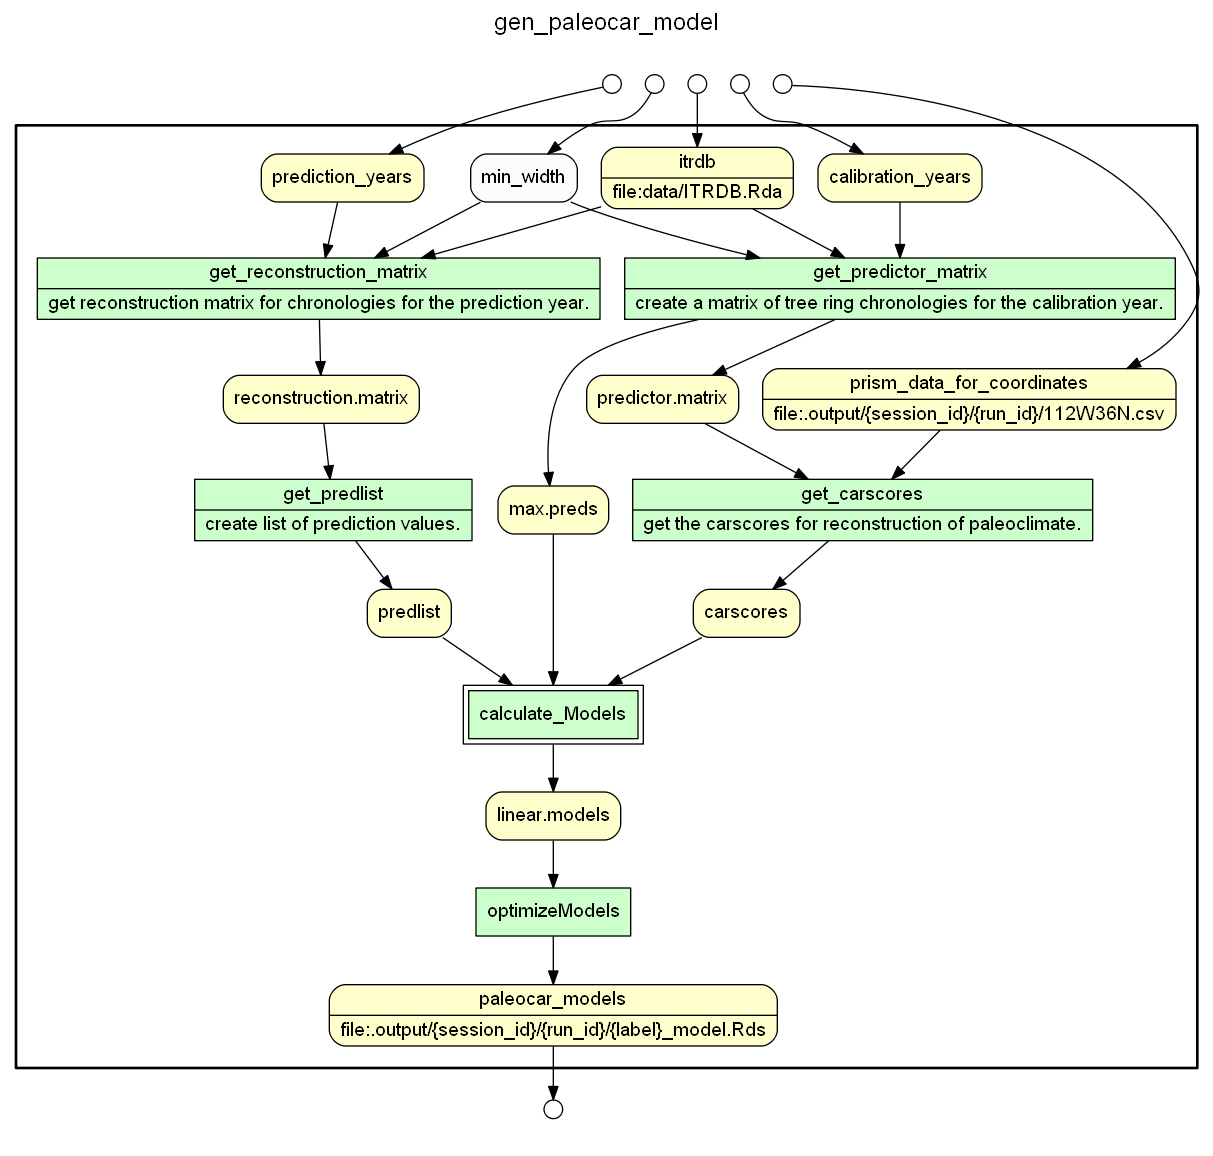 gen_paleocar_model
prediction_years
min_width
itrdb
file:data/ITRDB.Rda
calibration_years
get_reconstruction_matrix
get reconstruction matrix for chronologies for the prediction year.
get_predictor_matrix
create a matrix of tree ring chronologies for the calibration year.
reconstruction.matrix
predictor.matrix
prism_data_for_coordinates
file:.output/{session_id}/{run_id}/112W36N.csv
get_predlist
create list of prediction values.
max.preds
get_carscores
get the carscores for reconstruction of paleoclimate.
predlist
carscores
calculate_Models
linear.models
optimizeModels
paleocar_models
file:.output/{session_id}/{run_id}/{label}_model.Rds